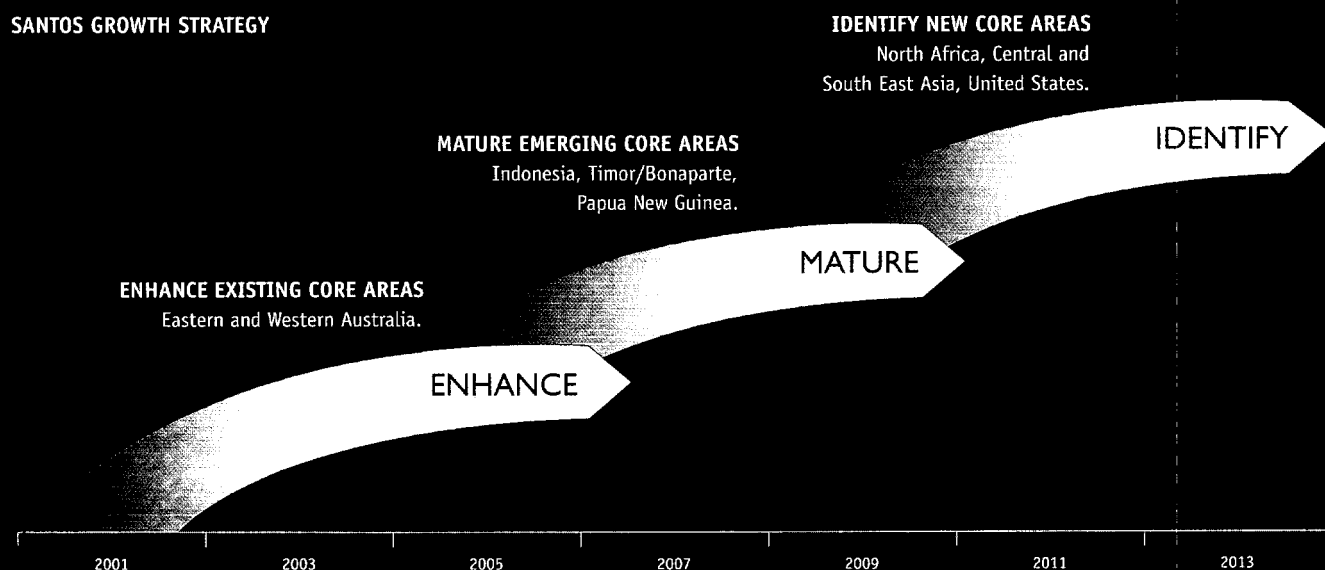 SANTOS GROWTH STRATEGY
IDENTIFY NEW CORE AREAS
North Africa, Central and
South East Asia, United States.
IDENTIFY
MATURE EMERGING CORE AREAS
Indonesia, Timor/Bonaparte,
Papua New Guinea.
MATURE
ENHANCE EXISTING CORE AREAS
Eastern and Western Australia.
ENHANCE
2001 2003 2005 2007 2009 2011 2013